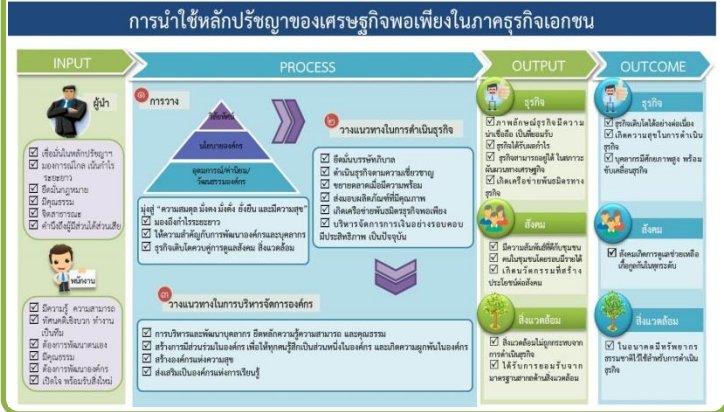 การนำใช้หลักปรัชญาของเศรษฐกิจพอเพียงในภาคธุรกิจเอกชน
INPUT
ผู้นำ
☑ เชื่อมั่นในหลักปรัชญาฯ
☑ มองการณ์ไกล เน้นกำไร
ระยะยาว
☑ ยึดมั่นกฎหมาย
☑ มีคุณธรรม
☑ จิตสาธารณะ
☑ คำนึงถึงผู้มีส่วนได้ส่วนเสีย
พนักงาน
☑ มีความรู้ ความสามารถ
☑ ทัศนคติเชิงบวก ทำงาน
เป็นทีม
☑ ต้องการพัฒนาตนเอง
☑ มีคุณธรรม
☑ ต้องการพัฒนาองค์กร
☑ เปิดใจ พร้อมรับสิ่งใหม่
PROCESS
๑ การวาง
วิสัยทัศน์
นโยบายองค์กร
อุดมการณ์/ค่านิยม/
วัฒนธรรมองค์กร
มุ่งสู่ "ความสมดุล มั่นคง มั่งคั่ง ยั่งยืน และมีความสุข"
☑ มองถึงกำไรระยะยาว
☑ ให้ความสำคัญกับการพัฒนาองค์กรและบุคลากร
☑ ธุรกิจเติบโตควบคู่การดูแลสังคม สิ่งแวดล้อม
๒ วางแนวทางในการดำเนินธุรกิจ
☑ ยึดมั่นบรรษัทภิบาล
☑ ดำเนินธุรกิจตามความเชี่ยวชาญ
☑ ขยายตลาดเมื่อมีความพร้อม
☑ ส่งมอบผลิตภัณฑ์ที่มีคุณภาพ
☑ เกิดเครือข่ายพันธมิตรธุรกิจพอเพียง
☑ บริหารจัดการการเงินอย่างรอบคอบ
มีประสิทธิภาพ เป็นปัจจุบัน
๓ วางแนวทางในการบริหารจัดการองค์กร
☑ การบริหารและพัฒนาบุคลากร ยึดหลักความรู้ความสามารถ และคุณธรรม
☑ สร้างการมีส่วนร่วมในองค์กร เพื่อให้ทุกคนรู้สึกเป็นส่วนหนึ่งในองค์กร และเกิดความผูกพันในองค์กร
☑ สร้างองค์กรแห่งความสุข
☑ ส่งเสริมเป็นองค์กรแห่งการเรียนรู้
OUTPUT
ธุรกิจ
☑ ภาพลักษณ์ธุรกิจมีความ
น่าเชื่อถือ เป็นที่ยอมรับ
☑ ธุรกิจได้รับผลกำไร
☑ ธุรกิจสามารถอยู่ได้ ในสภาวะ
ผันผวนทางเศรษฐกิจ
☑ เกิดเครือข่ายพันธมิตรทาง
ธุรกิจ
สังคม
☑ มีความสัมพันธ์ที่ดีกับชุมชน
☑ คนในชุมชนโดยรอบมีรายได้
☑ เกิดนวัตกรรมที่สร้าง
ประโยชน์ต่อสังคม
สิ่งแวดล้อม
☑ สิ่งแวดล้อมไม่ถูกกระทบจาก
การดำเนินธุรกิจ
☑ ได้รับการยอมรับจาก
มาตรฐานสากลด้านสิ่งแวดล้อม
OUTCOME
ธุรกิจ
☑ ธุรกิจเติบโตได้อย่างต่อเนื่อง
☑ เกิดความสุขในการดำเนิน
ธุรกิจ
☑ บุคลากรมีศักยภาพสูง พร้อม
ขับเคลื่อนธุรกิจ
สังคม
☑ สังคมเกิดการดูแลช่วยเหลือ
เกื้อกูลกันในทุกระดับ
สิ่งแวดล้อม
☑ ในอนาคตมีทรัพยากร
ธรรมชาติไว้ใช้สำหรับการดำเนิน
ธุรกิจ